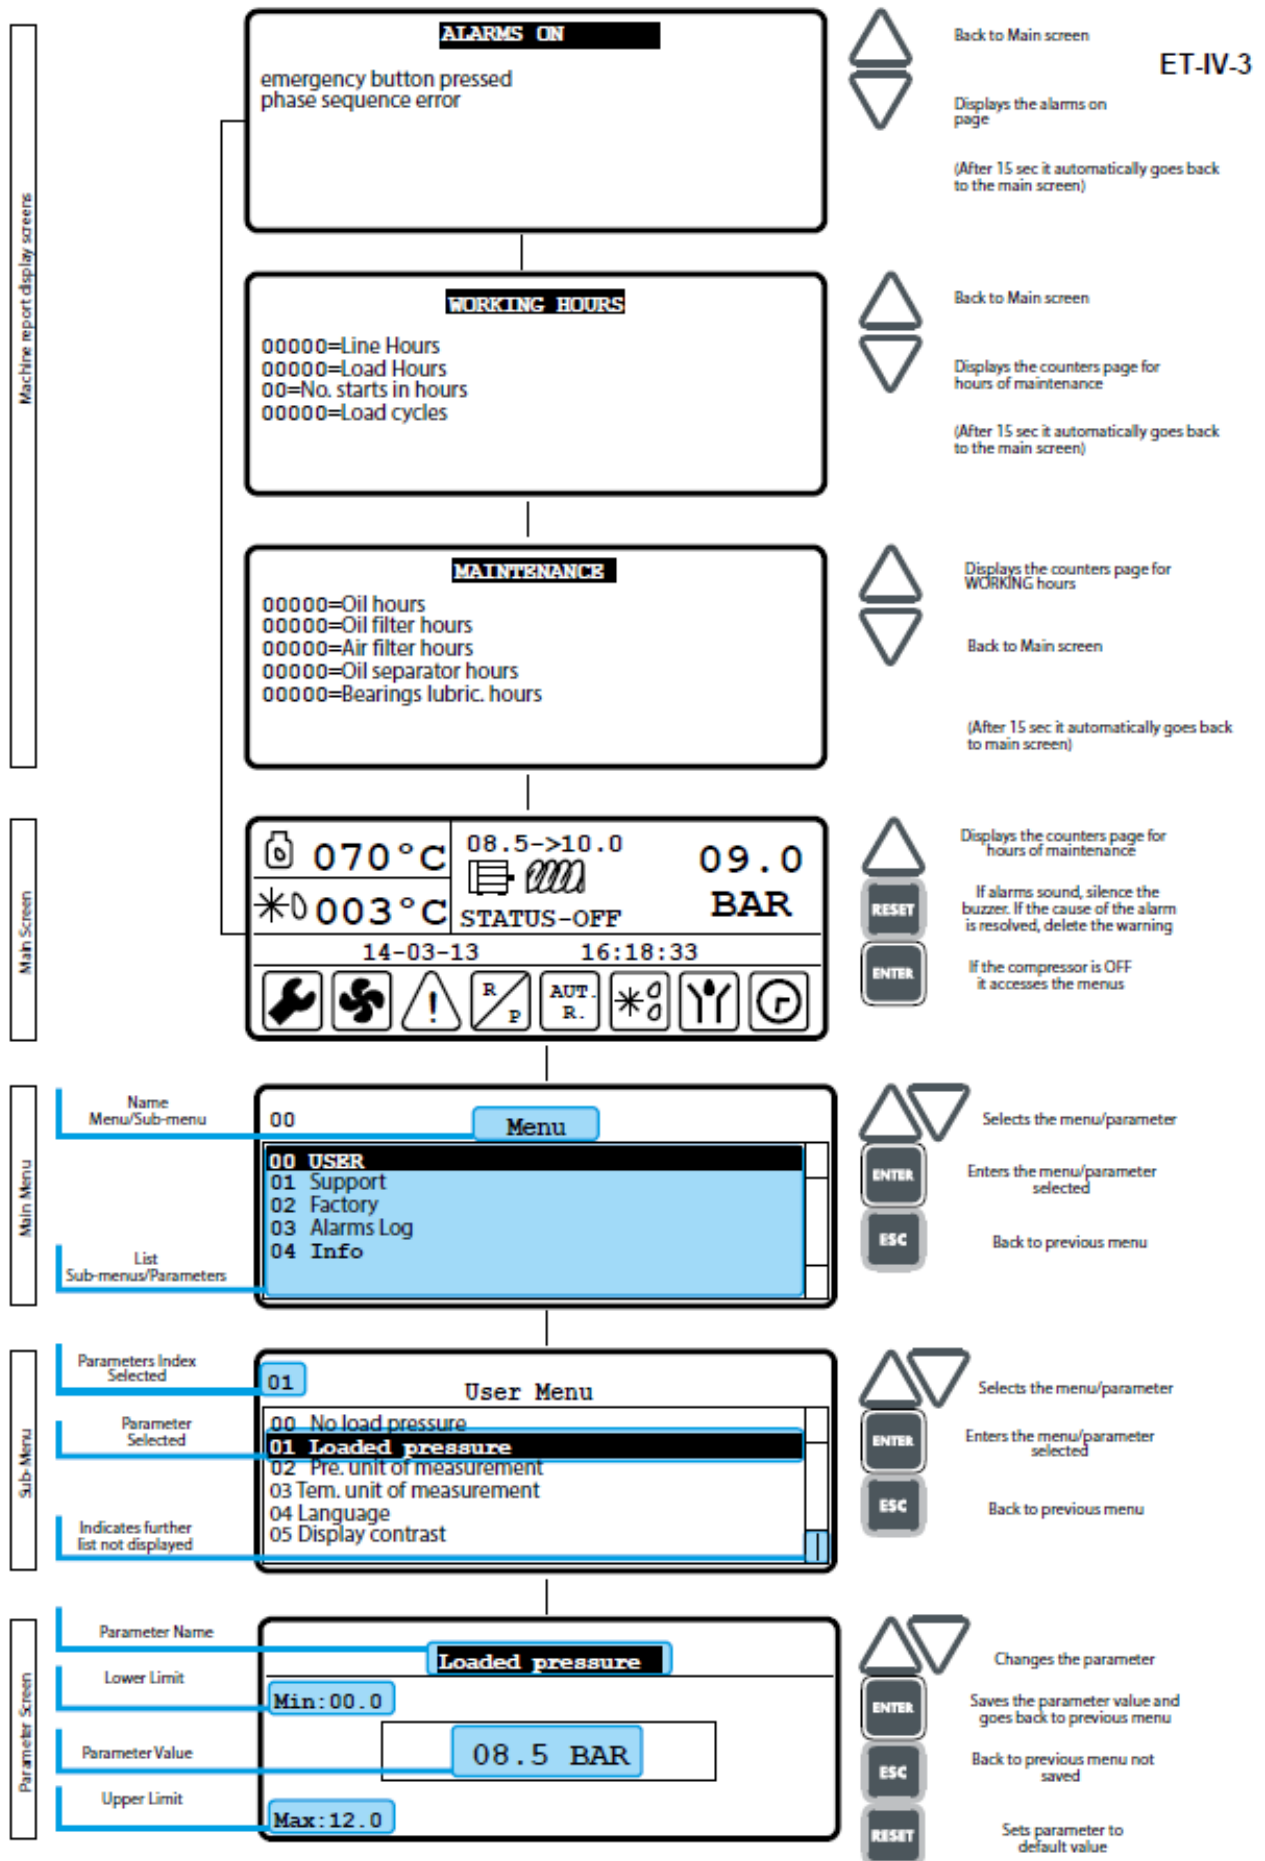 ET-IV-3
Machine report display screens
ALARMS ON
emergency button pressed
phase sequence error
Back to Main screen
Displays the alarms on
page
(After 15 sec it automatically goes back
to the main screen)
WORKING HOURS
00000=Line Hours
00000=Load Hours
00=No. starts in hours
00000=Load cycles
Back to Main screen
Displays the counters page for
hours of maintenance
(After 15 sec it automatically goes back
to the main screen)
MAINTENANCE
00000=Oil hours
00000=Oil filter hours
00000=Air filter hours
00000=Oil separator hours
00000=Bearings lubric. hours
Displays the counters page for
WORKING hours
Back to Main screen
(After 15 sec it automatically goes back
to main screen)
Main Screen
070°C
003°C
08.5->10.0
STATUS-OFF
09.0
BAR
14-03-13 16:18:33
R/P
AUT.
R.
Displays the counters page for
hours of maintenance
RESET
If alarms sound, silence the
buzzer. If the cause of the alarm
is resolved, delete the warning
ENTER
If the compressor is OFF
it accesses the menus
Main Menu
Name
Menu/Sub-menu
List
Sub-menus/Parameters
00 Menu
00 USER
01 Support
02 Factory
03 Alarms Log
04 Info
Selects the menu/parameter
ENTER
Enters the menu/parameter
selected
ESC
Back to previous menu
Sub-Menu
Parameters Index
Selected
Parameter
Selected
Indicates further
list not displayed
01 User Menu
00 No load pressure
01 Loaded pressure
02 Pre. unit of measurement
03 Tem. unit of measurement
04 Language
05 Display contrast
Selects the menu/parameter
ENTER
Enters the menu/parameter
selected
ESC
Back to previous menu
Parameter Screen
Parameter Name
Lower Limit
Parameter Value
Upper Limit
Loaded pressure
Min:00.0
08.5 BAR
Max:12.0
Changes the parameter
ENTER
Saves the parameter value and
goes back to previous menu
ESC
Back to previous menu not
saved
RESET
Sets parameter to
default value